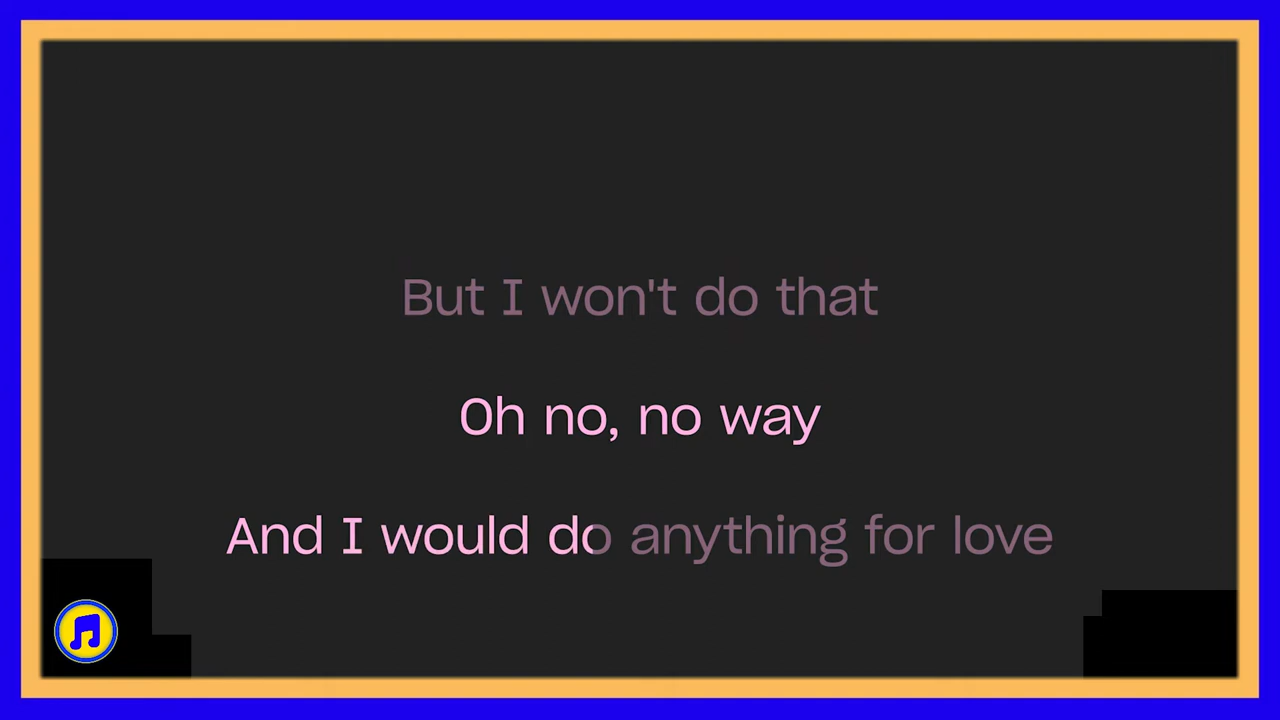 But I won't do that
Oh no, no way
And I would do anything for love